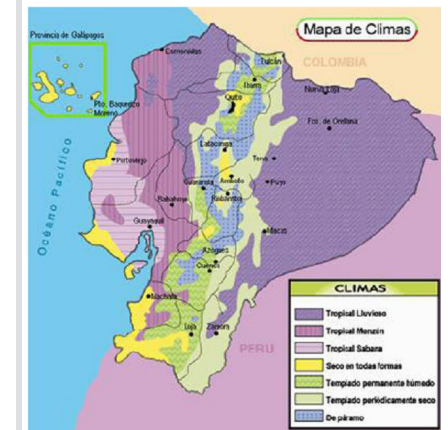 Mapa de Climas
Provincia de Galápagos
COLOMBIA
Esmeraldas
Tulcán
Ibarra
Quito
Nueva Loja
Pto. Baquerizo
Moreno
Fco. de Orellana
Océano Pacífico
Portoviejo
Latacunga
Tena
Ambato
Puyo
Guaranda
Riobamba
Babahoyo
Guayaquil
Macas
Azogues
Cuenca
Machala
Loja
Zamora
PERU
CLIMAS
Tropical Lluvioso
Tropical Monzón
Tropical Sabana
Seco en todas formas
Templado permanente húmedo
Templado periódicamente seco
De páramo